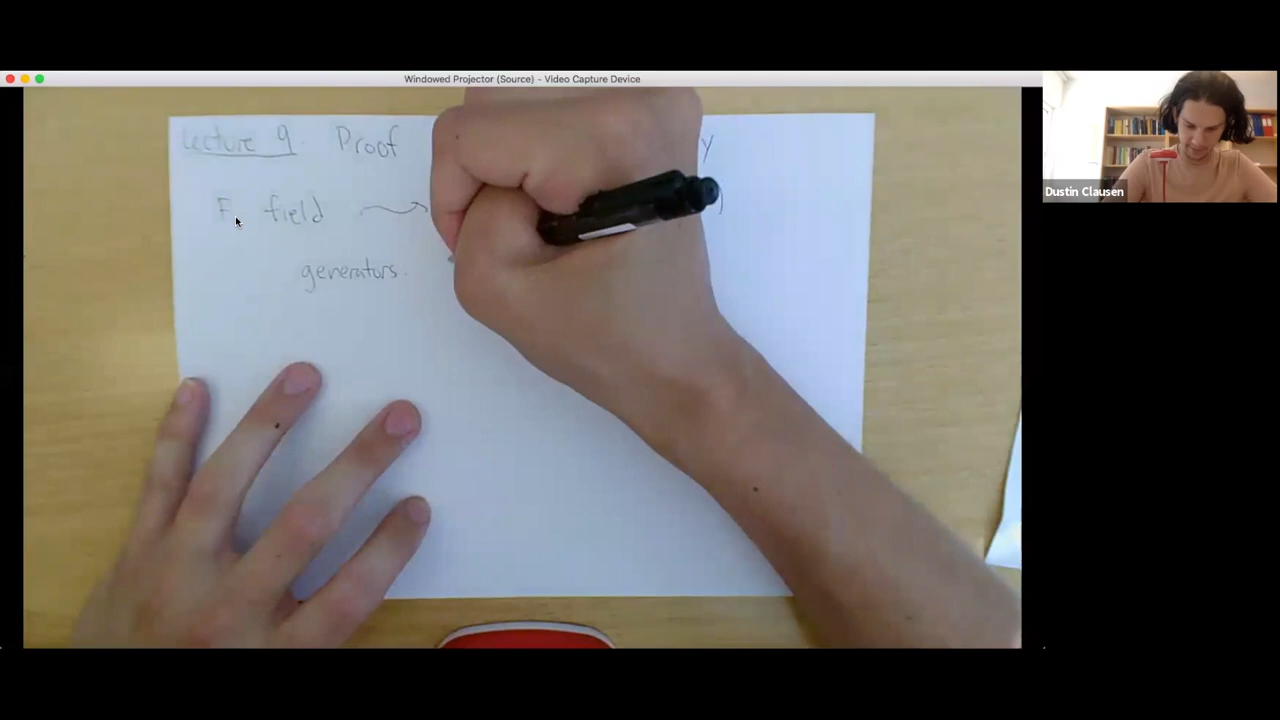 Windowed Projector (Source) - Video Capture Device
Dustin Clausen
Lecture 9. Proof y
F field
generators.